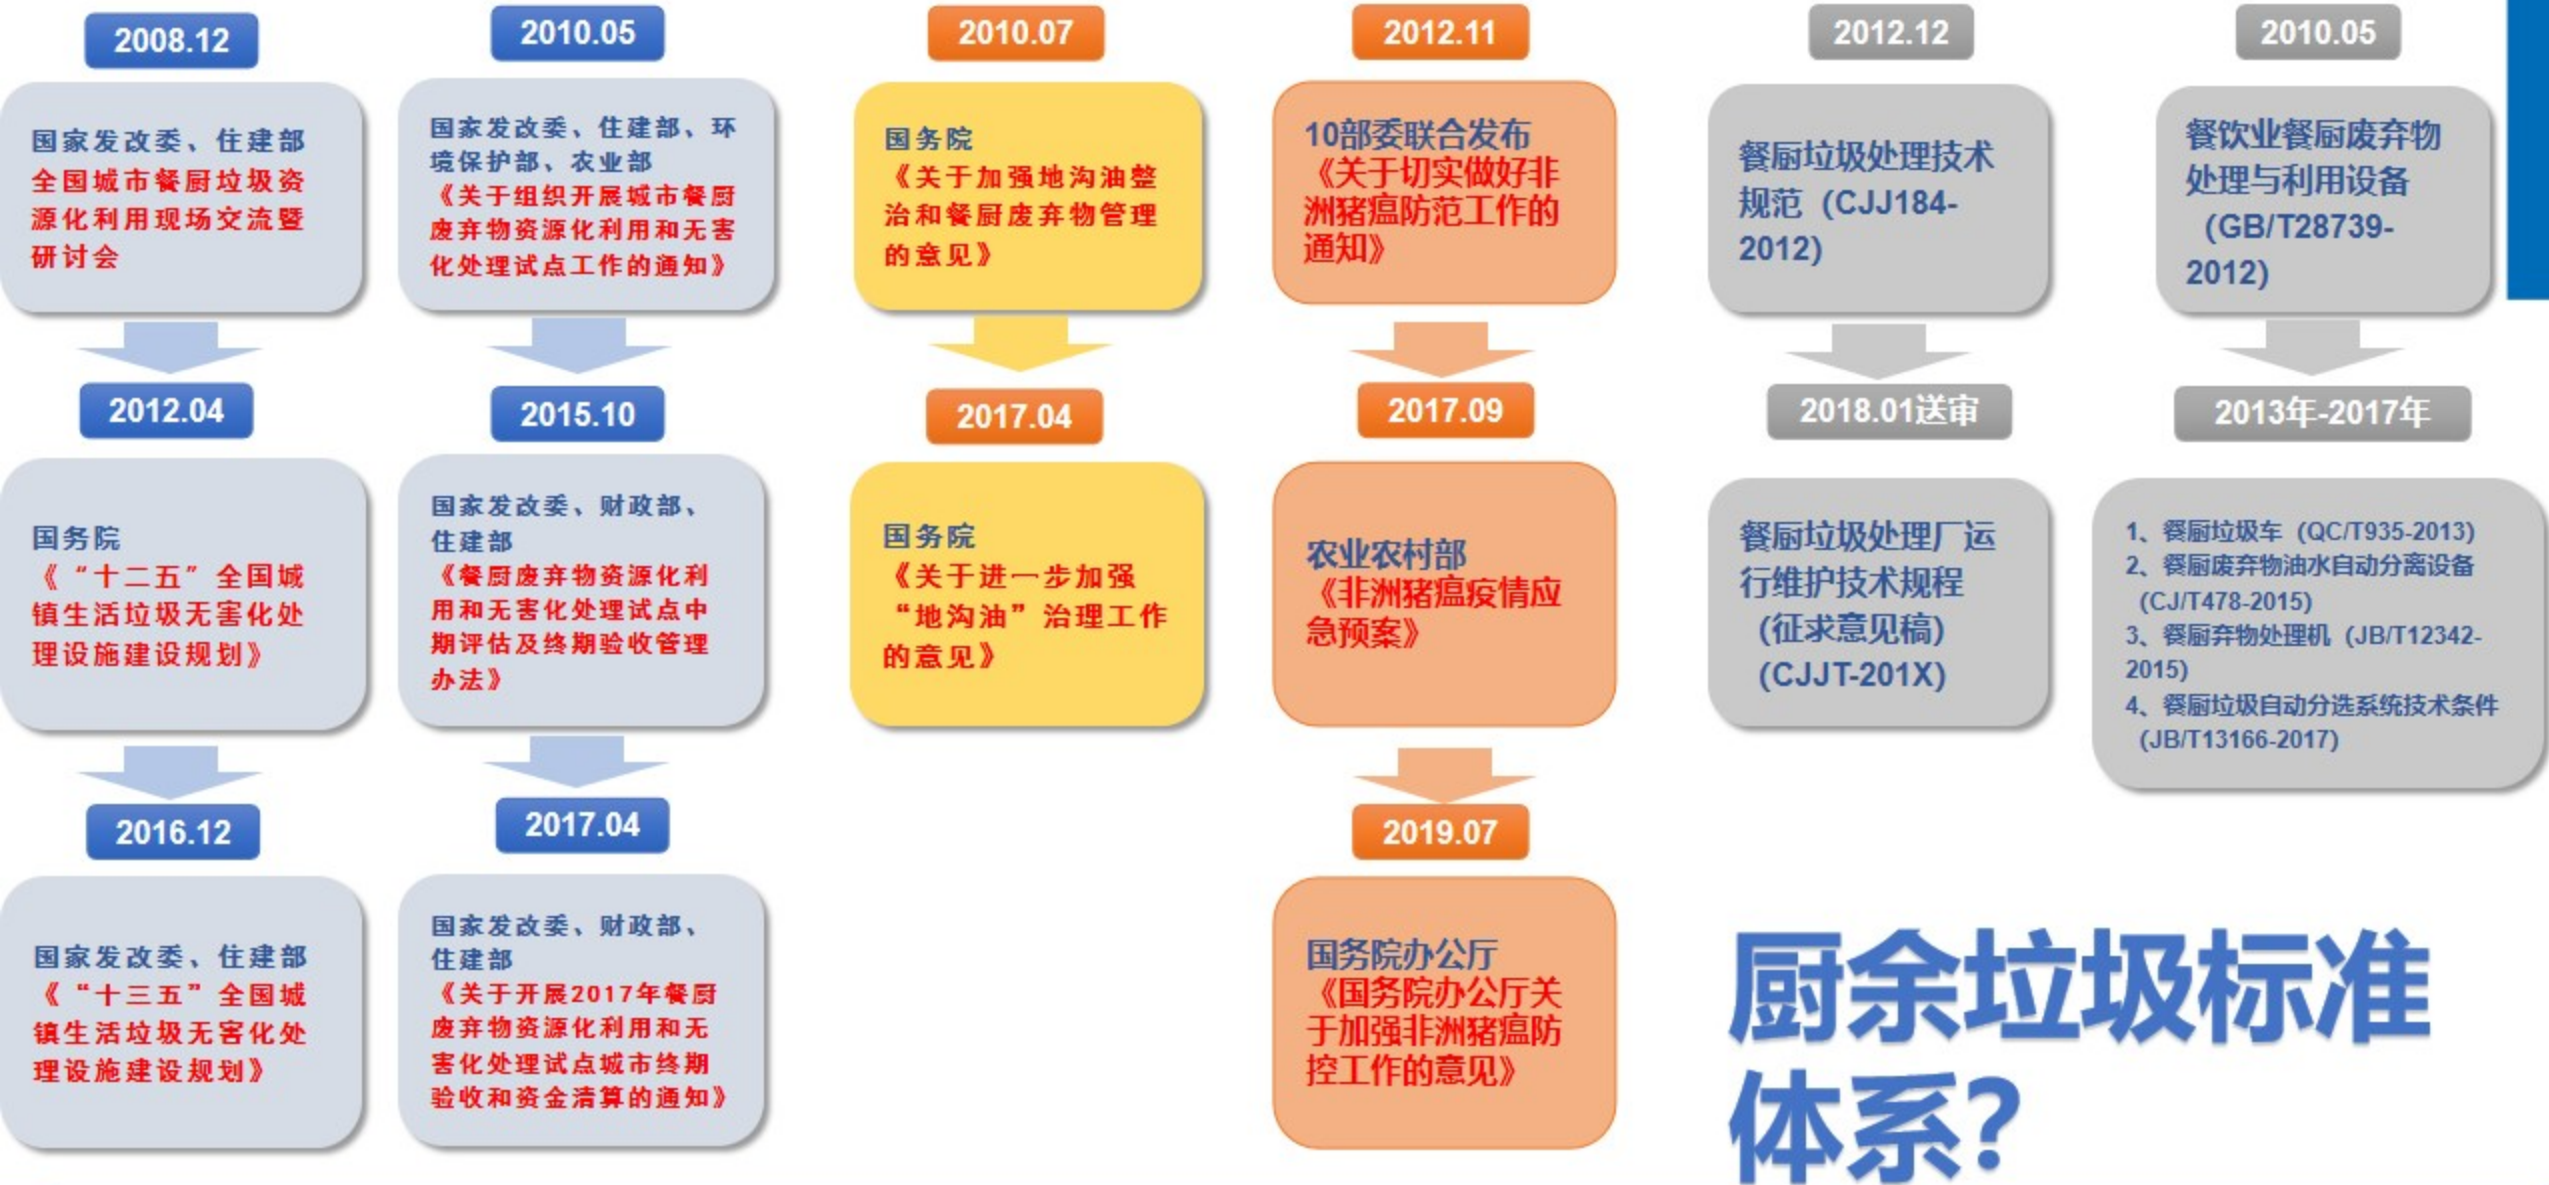 2008.12
国家发改委、住建部
全国城市餐厨垃圾资
源化利用现场交流暨
研讨会
2012.04
国务院
《“十二五”全国城
镇生活垃圾无害化处
理设施建设规划》
2016.12
国家发改委、住建部
《“十三五”全国城
镇生活垃圾无害化处
理设施建设规划》
2010.05
国家发改委、住建部、环
境保护部、农业部
《关于组织开展城市餐厨
废弃物资源化利用和无害
化处理试点工作的通知》
2015.10
国家发改委、财政部、
住建部
《餐厨废弃物资源化利
用和无害化处理试点中
期评估及终期验收管理
办法》
2017.04
国家发改委、财政部、
住建部
《关于开展2017年餐厨
废弃物资源化利用和无
害化处理试点城市终期
验收和资金清算的通知》
2010.07
国务院
《关于加强地沟油整
治和餐厨废弃物管理
的意见》
2017.04
国务院
《关于进一步加强
“地沟油”治理工作
的意见》
2012.11
10部委联合发布
《关于切实做好非
洲猪瘟防范工作的
通知》
2017.09
农业农村部
《非洲猪瘟疫情应
急预案》
2019.07
国务院办公厅
《国务院办公厅关
于加强非洲猪瘟防
控工作的意见》
2012.12
餐厨垃圾处理技术
规范（CJJ184-
2012)
2018.01送审
餐厨垃圾处理厂运
行维护技术规程
(征求意见稿)
(CJJT-201X)
2010.05
餐饮业餐厨废弃物
处理与利用设备
(GB/T28739-
2012)
2013年-2017年
1、餐厨垃圾车（QC/T935-2013)
2、餐厨废弃物油水自动分离设备
(CJ/T478-2015)
3、餐厨弃物处理机（JB/T12342-
2015)
4、餐厨垃圾自动分选系统技术条件
(JB/T13166-2017)
厨余垃圾标准
体系?